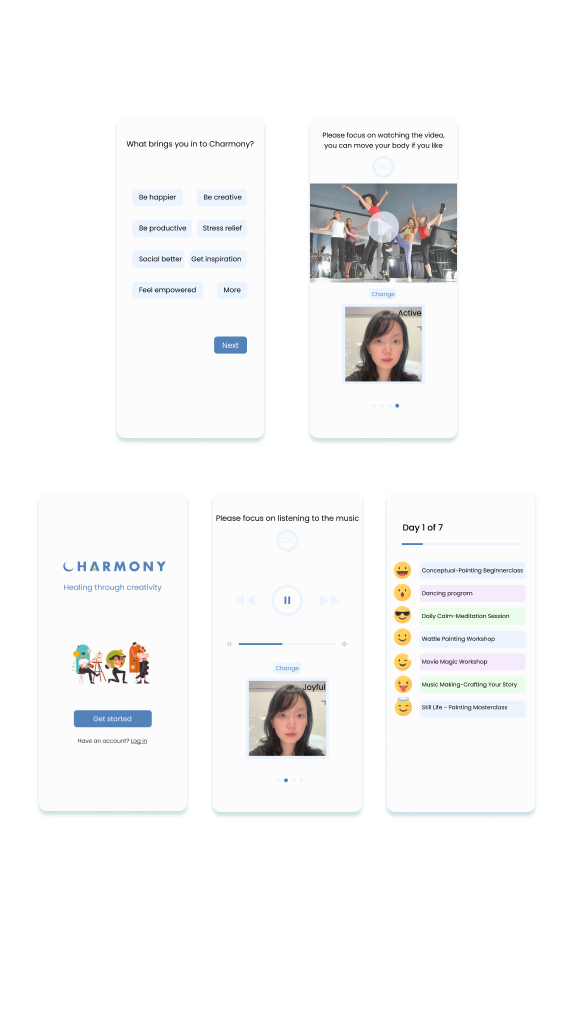 What brings you in to Charmony?
Be happier
Be creative
Be productive
Stress relief
Social better
Get inspiration
Feel empowered
More
Next
Please focus on watching the video,
you can move your body if you like
Change
Active
HARMONY
Healing through creativity
Get started
Have an account? Log in
Please focus on listening to the music
Change
Joyful
Day 1 of 7
Conceptual-Painting Beginnerclass
Dancing program
Daily Calm-Meditation Session
Wattle Painting Workshop
Movie Magic Workshop
Music Making-Crafting Your Story
Still Life - Painting Masterclass